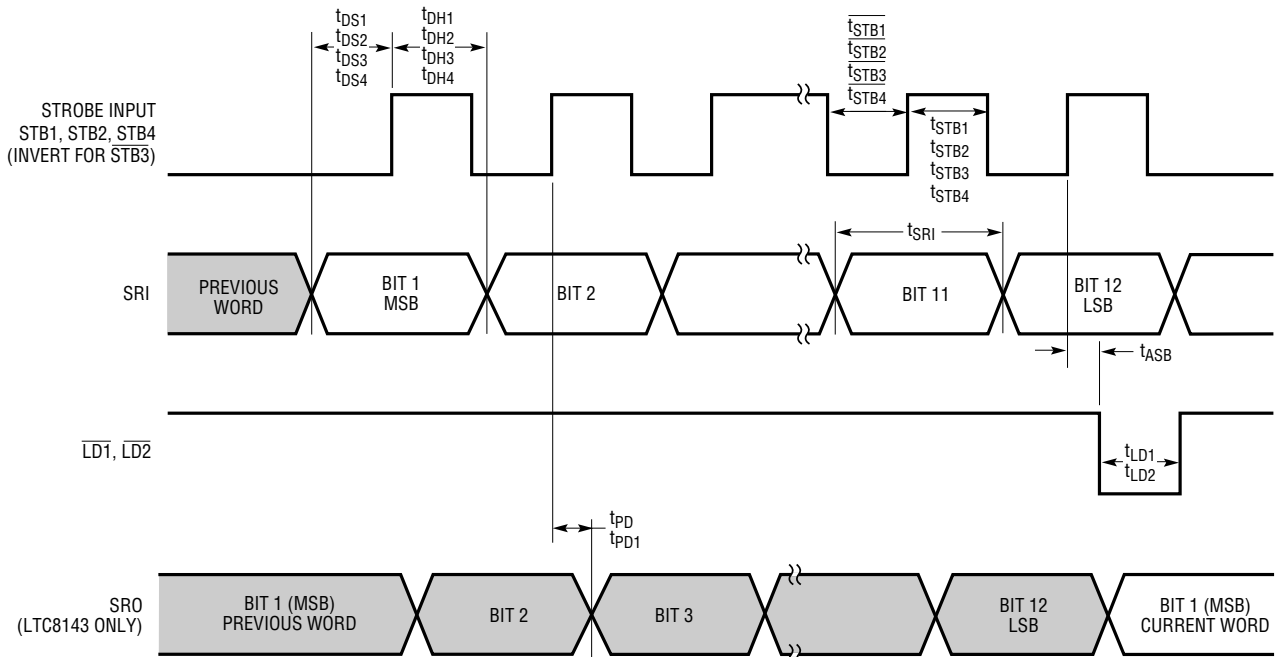 tDS1
tDS2
tDS3
tDS4
tDH1
tDH2
tDH3
tDH4
tSTB1
tSTB2
tSTB3
tSTB4
STROBE INPUT
STB1, STB2, STB4
(INVERT FOR STB3)
tSTB1
tSTB2
tSTB3
tSTB4
tSRI
SRI
PREVIOUS
WORD
BIT 1
MSB
BIT 2
BIT 11
BIT 12
LSB
tASB
LD1, LD2
tLD1
tLD2
tPD
tPD1
SRO
(LTC8143 ONLY)
BIT 1 (MSB)
PREVIOUS WORD
BIT 2
BIT 3
BIT 12
LSB
BIT 1 (MSB)
CURRENT WORD